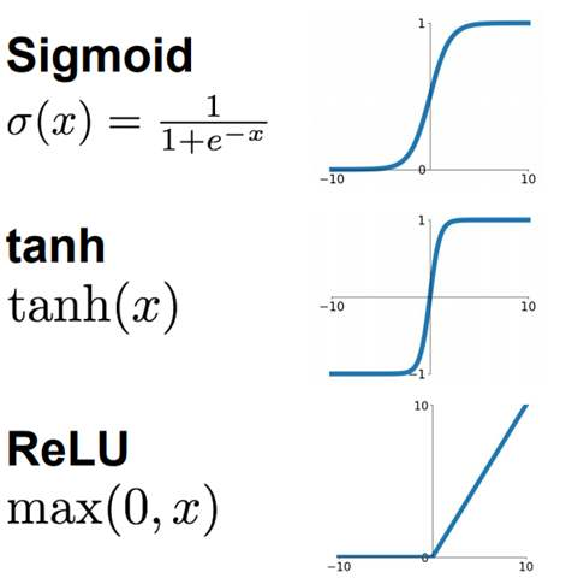 Sigmoid
σ(x) = 1/(1+e^{-x})
1
0
−10
10
tanh
tanh(x)
1
−10
10
−1
ReLU
max(0, x)
10
0
−10
10